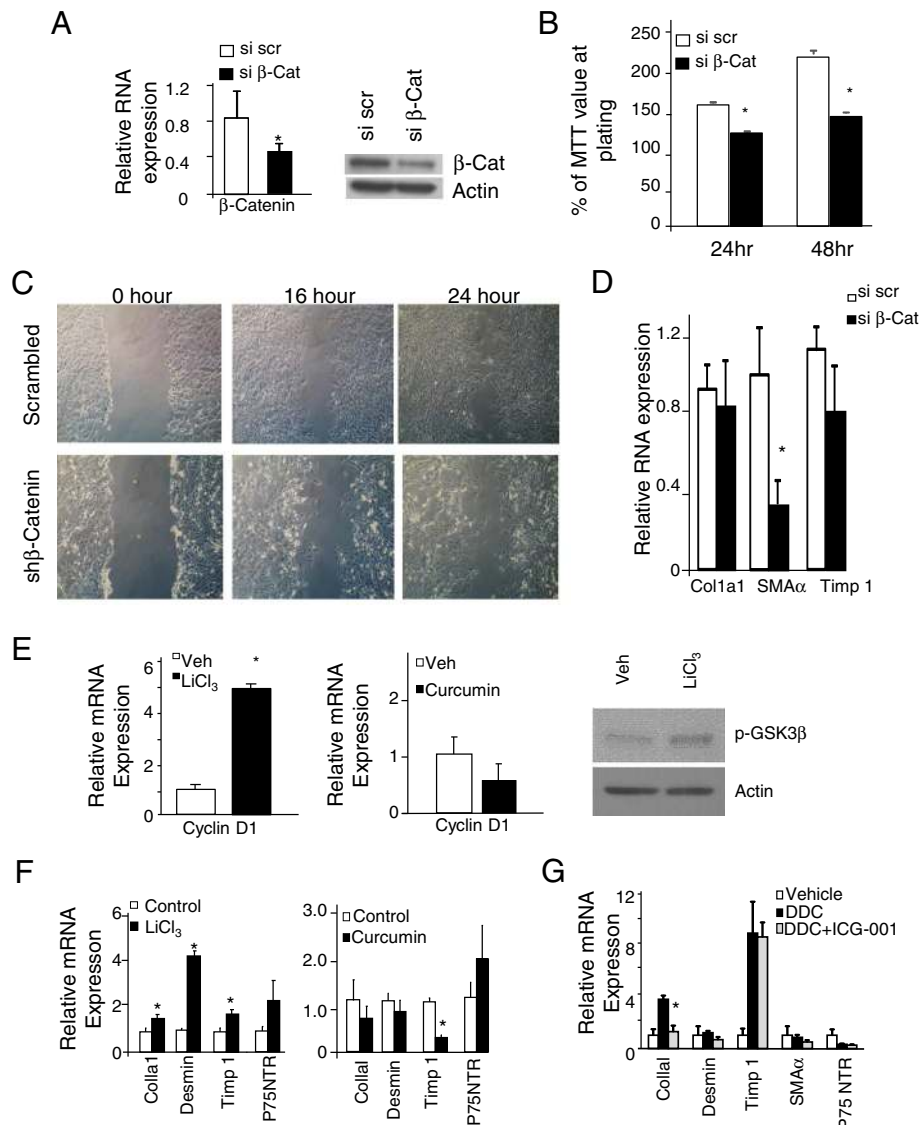 A
si scr
si β-Cat
Relative RNA
expression
1.2
0.8
0.4
0
*
β-Catenin
si scr
si β-Cat
β-Cat
Actin
B
si scr
si β-Cat
% of MTT value at
plating
250
200
150
100
50
0
*
*
24hr
48hr
C
0 hour
16 hour
24 hour
Scrambled
shβ-Catenin
D
si scr
si β-Cat
Relative RNA expression
1.2
0.8
0.4
0
*
Col1a1
SMAα
Timp 1
E
Relative mRNA
Expression
6
4
2
0
Veh
LiCl3
*
Cyclin D1
Relative mRNA
Expression
2
1
0
Veh
Curcumin
Cyclin D1
Veh
LiCl3
p-GSK3β
Actin
F
Relative mRNA
Expression
6
4
2
0
Control
LiCl3
*
*
*
Colla1
Desmin
Timp 1
P75NTR
3.0
2.0
1.0
0.0
Control
Curcumin
*
Collal
Desmin
Timp 1
P75NTR
G
Relative mRNA
Expresson
12
8
4
0
Vehicle
DDC
DDC+ICG-001
*
Collal
Desmin
Timp 1
SMAα
P75 NTR